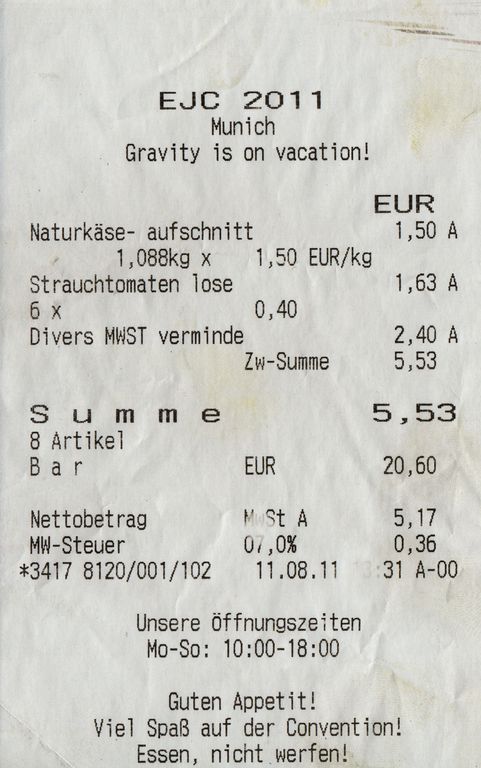 EJC 2011
Munich
Gravity is on vacation!
EUR
Naturkäse- aufschnitt 1,50 A
1,088kg x 1,50 EUR/kg
Strauchtomaten lose 1,63 A
6 x 0,40
Divers MWST verminde 2,40 A
Zw-Summe 5,53
Summe 5,53
8 Artikel
Bar EUR 20,60
Nettobetrag MwSt A 5,17
MW-Steuer 07,0% 0,36
*3417 8120/001/102 11.08.11 :31 A-00
Unsere Öffnungszeiten
Mo-So: 10:00-18:00
Guten Appetit!
Viel Spaß auf der Convention!
Essen, nicht werfen!